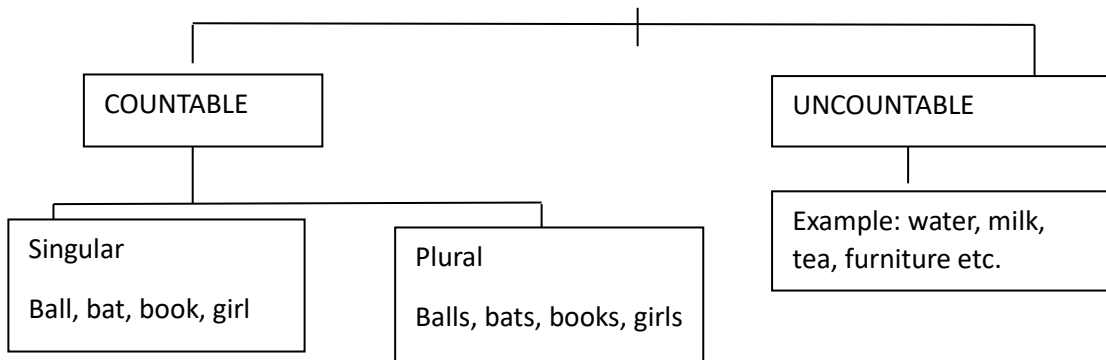 COUNTABLE
UNCOUNTABLE
Singular
Ball, bat, book, girl
Plural
Balls, bats, books, girls
Example: water, milk,
tea, furniture etc.